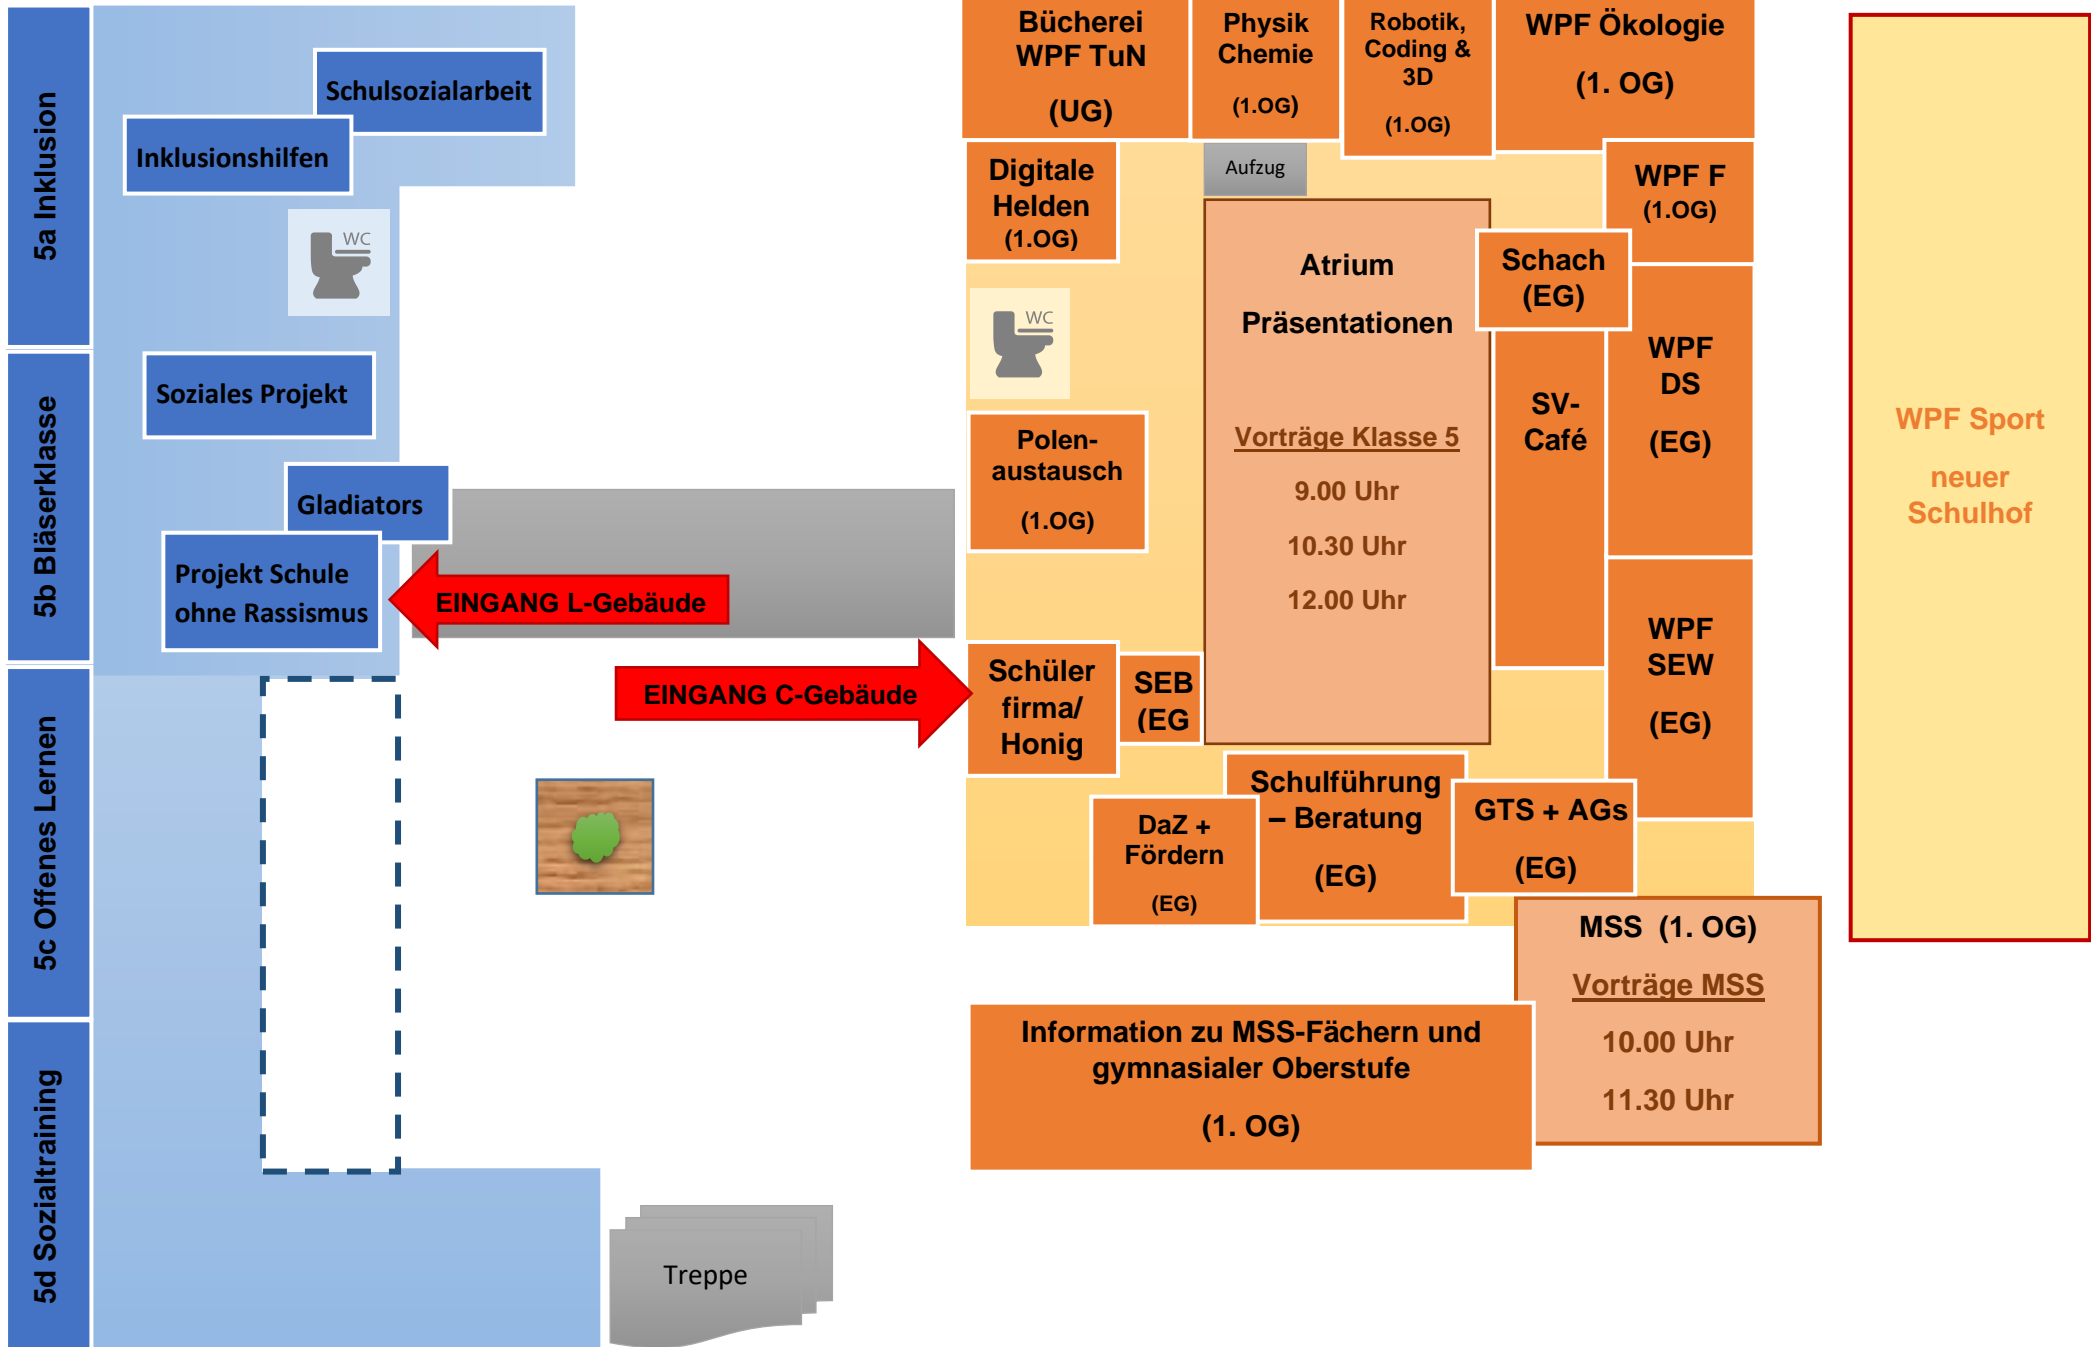 5a Inklusion
5b Bläserklasse
5c Offenes Lernen
5d Sozialtraining
Schulsozialarbeit
Inklusionshilfen
WC
Soziales Projekt
Gladiators
Projekt Schule
ohne Rassismus
EINGANG L-Gebäude
EINGANG C-Gebäude
Treppe
Bücherei
WPF TuN
(UG)
Physik
Chemie
(1.OG)
Robotik,
Coding &
3D
(1.OG)
WPF Ökologie
(1. OG)
Digitale
Helden
(1.OG)
Aufzug
WPF F
(1.OG)
Atrium
Präsentationen
Vorträge Klasse 5
9.00 Uhr
10.30 Uhr
12.00 Uhr
Schach
(EG)
WC
SV-
Café
WPF
DS
(EG)
Polen-
austausch
(1.OG)
WPF
SEW
(EG)
Schüler
firma/
Honig
SEB
(EG
Schulführung
– Beratung
(EG)
DaZ +
Fördern
(EG)
GTS + AGs
(EG)
MSS (1. OG)
Vorträge MSS
10.00 Uhr
11.30 Uhr
Information zu MSS-Fächern und
gymnasialer Oberstufe
(1. OG)
WPF Sport
neuer
Schulhof